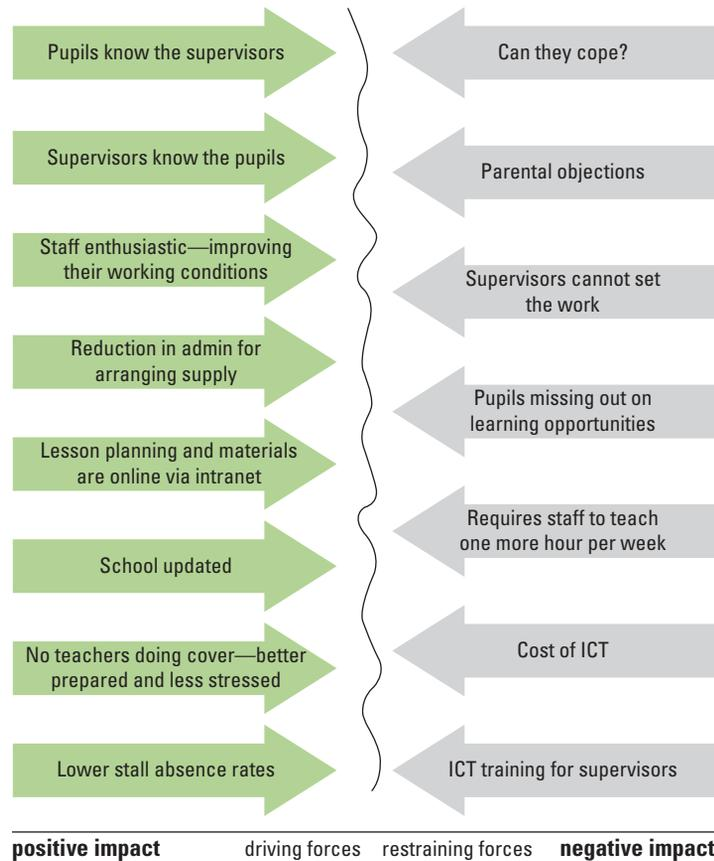 Pupils know the supervisors
Supervisors know the pupils
Staff enthusiastic—improving
their working conditions
Reduction in admin for
arranging supply
Lesson planning and materials
are online via intranet
School updated
No teachers doing cover—better
prepared and less stressed
Lower stall absence rates
Can they cope?
Parental objections
Supervisors cannot set
the work
Pupils missing out on
learning opportunities
Requires staff to teach
one more hour per week
Cost of ICT
ICT training for supervisors
positive impact driving forces restraining forces negative impact